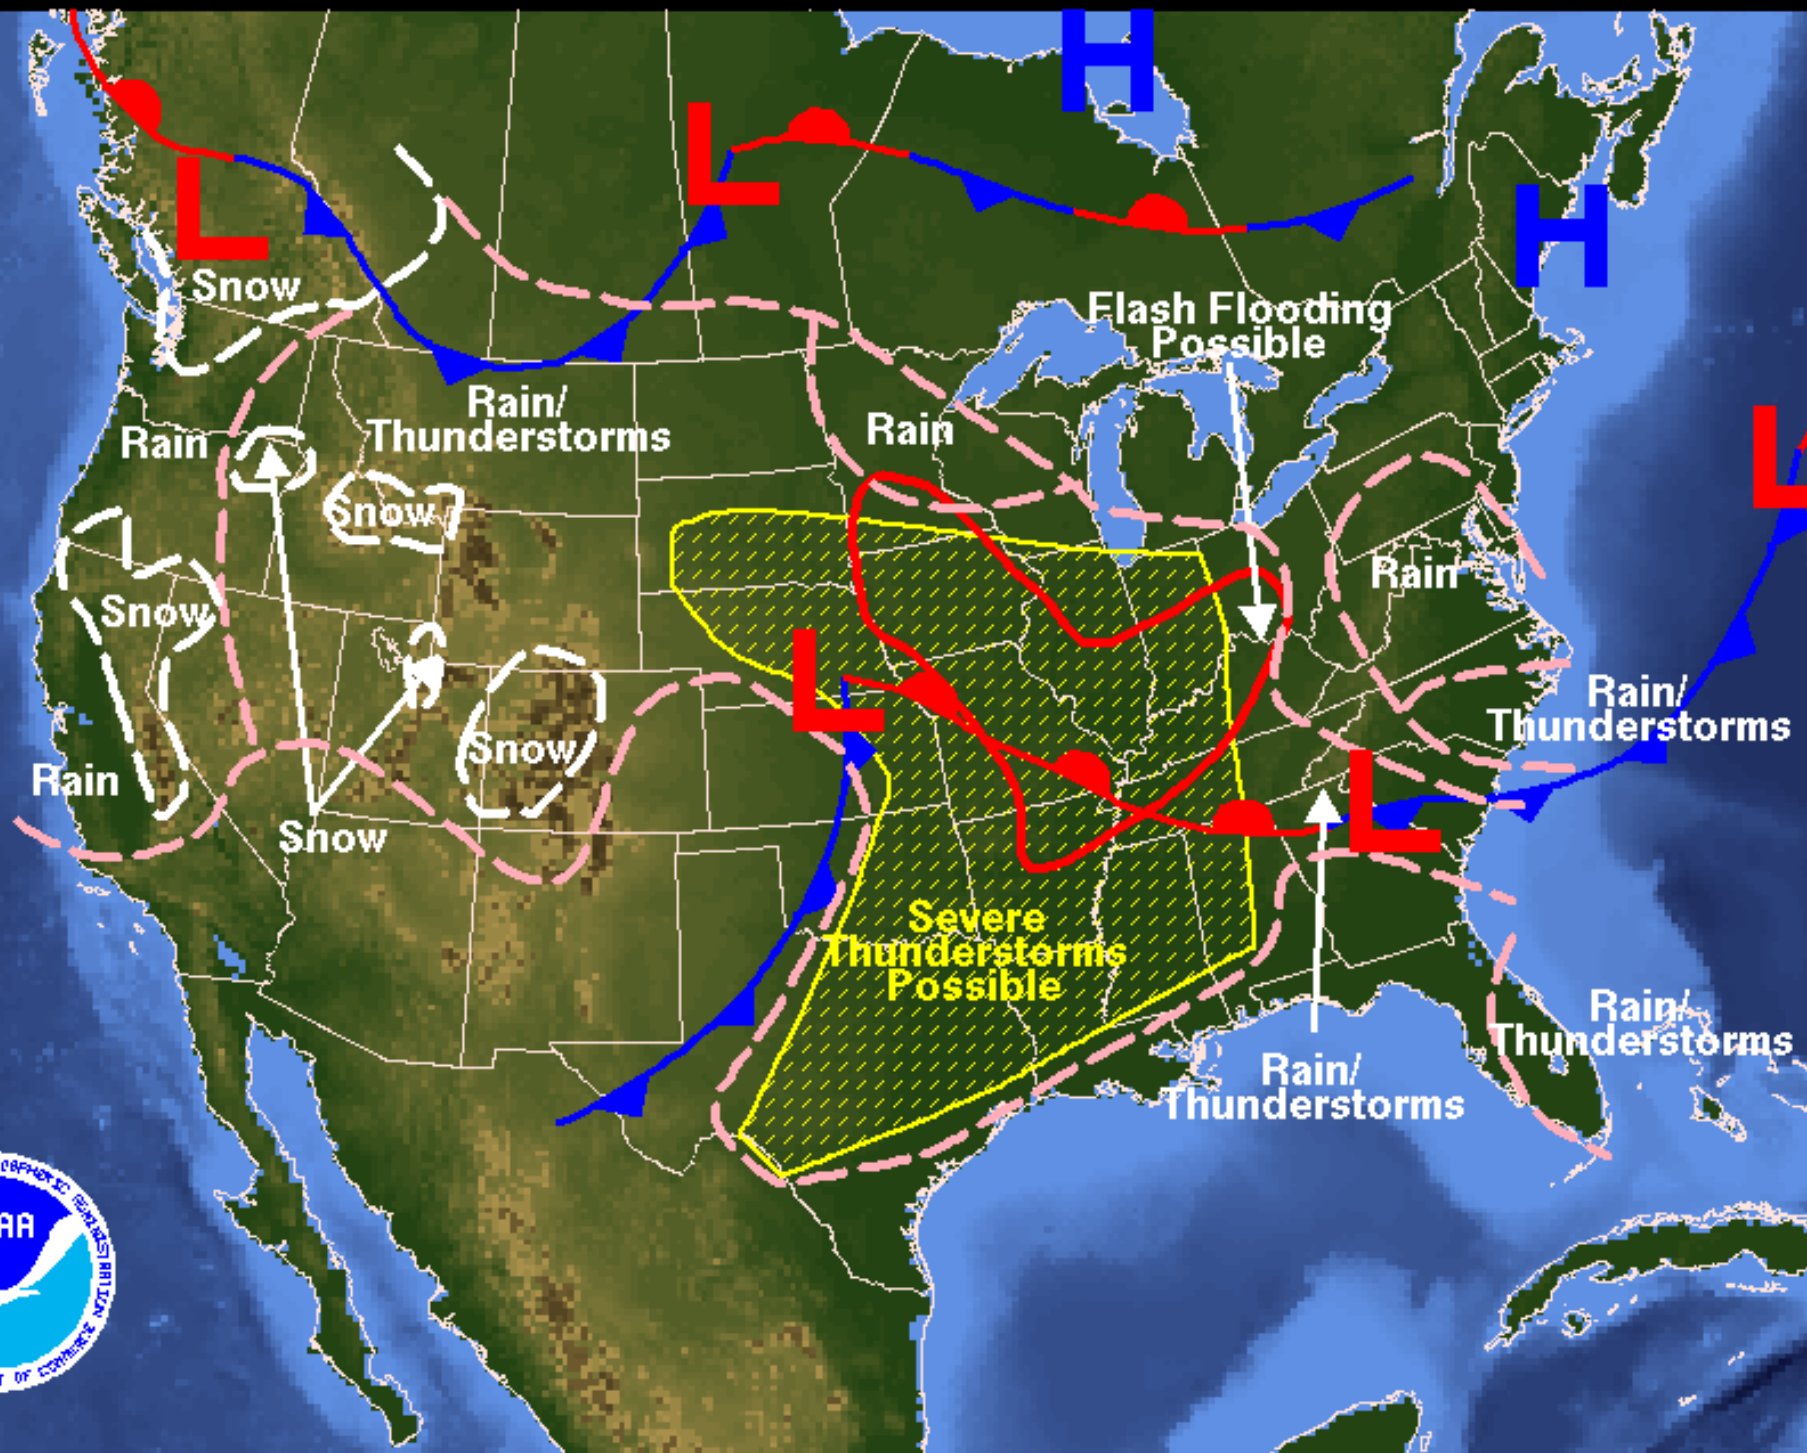 H
L
L
H
Snow
Flash Flooding
Possible
Rain/
Thunderstorms
Rain
Rain
L
Snow
Rain
Snow
L
Rain/
Thunderstorms
Snow
Rain
L
Snow
Severe
Thunderstorms
Possible
Rain/
Thunderstorms
Rain/
Thunderstorms
AA